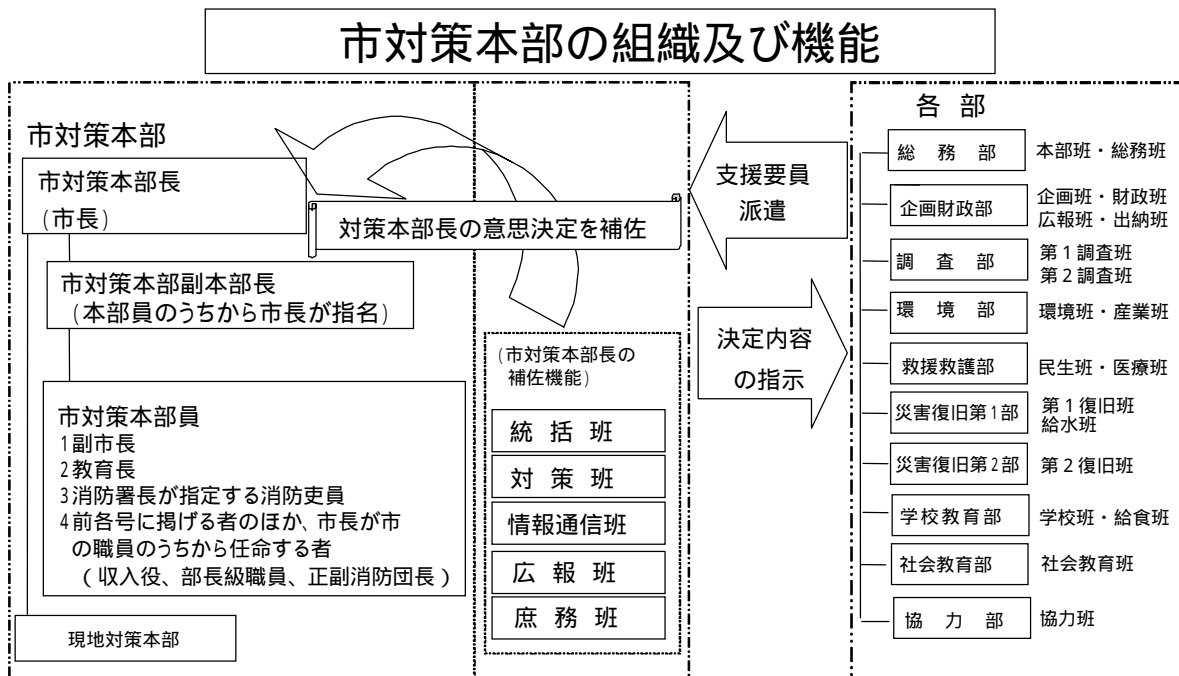 市対策本部の組織及び機能
市対策本部
市対策本部長
(市長)
対策本部長の意思決定を補佐
市対策本部副本部長
(本部員のうちから市長が指名)
市対策本部員
1副市長
2教育長
3消防署長が指定する消防吏員
4前各号に掲げる者のほか、市長が市
の職員のうちから任命する者
(収入役、部長級職員、正副消防団長)
現地対策本部
(市対策本部長の
補佐機能)
統括班
対策班
情報通信班
広報班
庶務班
支援要員
派遣
決定内容
の指示
各部
総務部 本部班・総務班
企画財政部 企画班・財政班
広報班・出納班
調査部 第1調査班
第2調査班
環境部 環境班・産業班
救援救護部 民生班・医療班
災害復旧第1部 第1復旧班
給水班
災害復旧第2部 第2復旧班
学校教育部 学校班・給食班
社会教育部 社会教育班
協力部 協力班